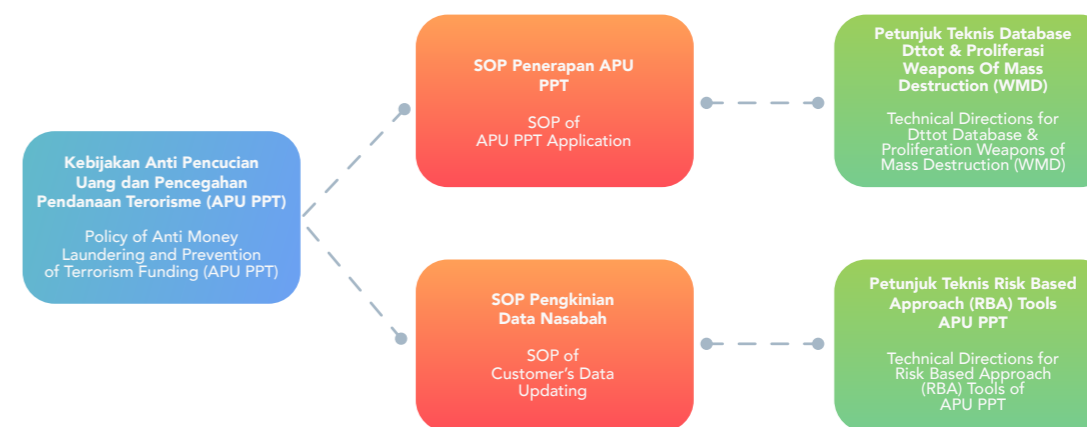 Kebijakan Anti Pencucian
Uang dan Pencegahan
Pendanaan Terorisme (APU PPT)
Policy of Anti Money
Laundering and Prevention
of Terrorism Funding (APU PPT)
SOP Penerapan APU
PPT
SOP of
APU PPT Application
Petunjuk Teknis Database
Dttot & Proliferasi
Weapons Of Mass
Destruction (WMD)
Technical Directions for
Dttot Database &
Proliferation Weapons of
Mass Destruction (WMD)
SOP Pengkinian
Data Nasabah
SOP of
Customer's Data
Updating
Petunjuk Teknis Risk Based
Approach (RBA) Tools
APU PPT
Technical Directions for
Risk Based Approach
(RBA) Tools of
APU PPT